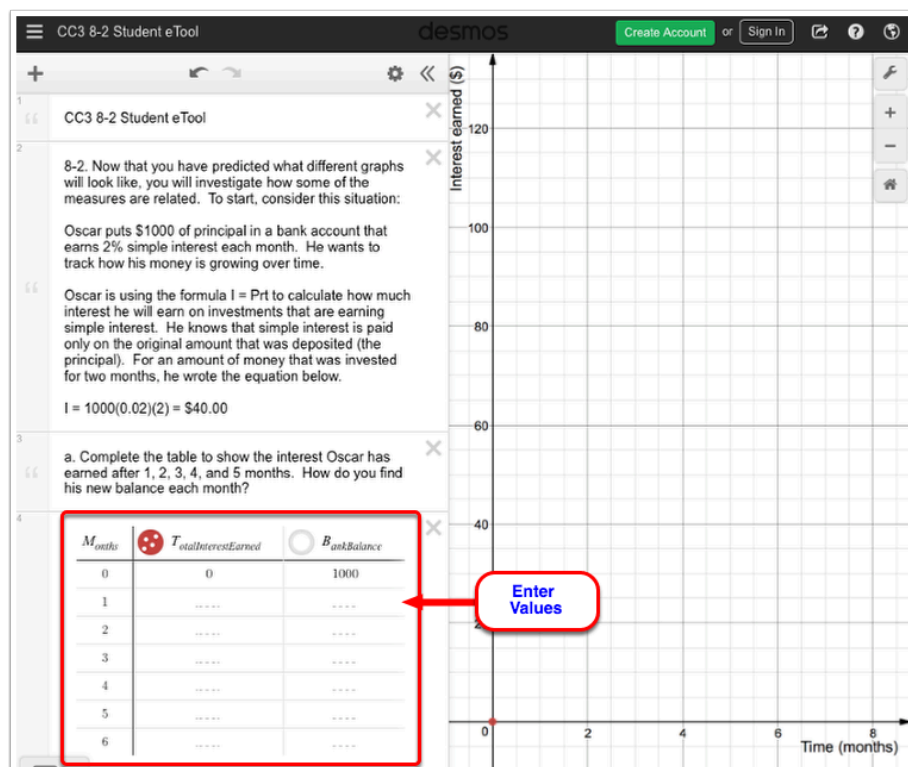 CC3 8-2 Student eTool
desmos
Create Account or Sign In
1
CC3 8-2 Student eTool
2
8-2. Now that you have predicted what different graphs
will look like, you will investigate how some of the
measures are related. To start, consider this situation:
Oscar puts $1000 of principal in a bank account that
earns 2% simple interest each month. He wants to
track how his money is growing over time.
Oscar is using the formula I = Prt to calculate how much
interest he will earn on investments that are earning
simple interest. He knows that simple interest is paid
only on the original amount that was deposited (the
principal). For an amount of money that was invested
for two months, he wrote the equation below.
I = 1000(0.02)(2) = $40.00
3
a. Complete the table to show the interest Oscar has
earned after 1, 2, 3, 4, and 5 months. How do you find
his new balance each month?
4
Months TotalInterestEarned BankBalance
0 0 1000
1
2
3
4
5
6
Enter
Values
Interest earned ($)
120
100
80
60
40
0 2 4 6 8
Time (months)